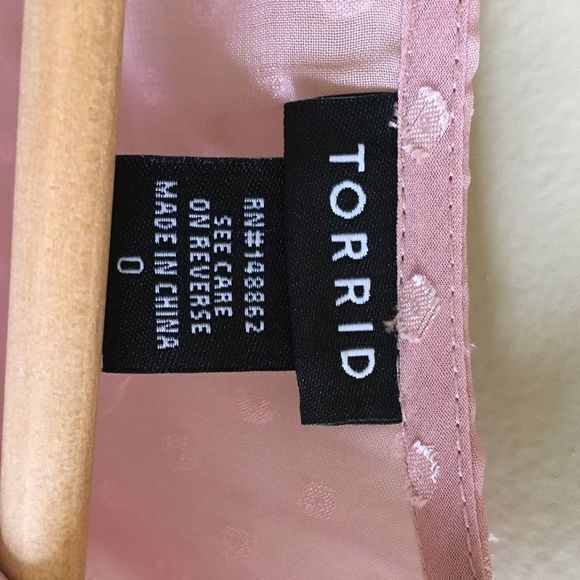 TORRID
RN#148862
SEE CARE
ON REVERSE
MADE IN CHINA
0